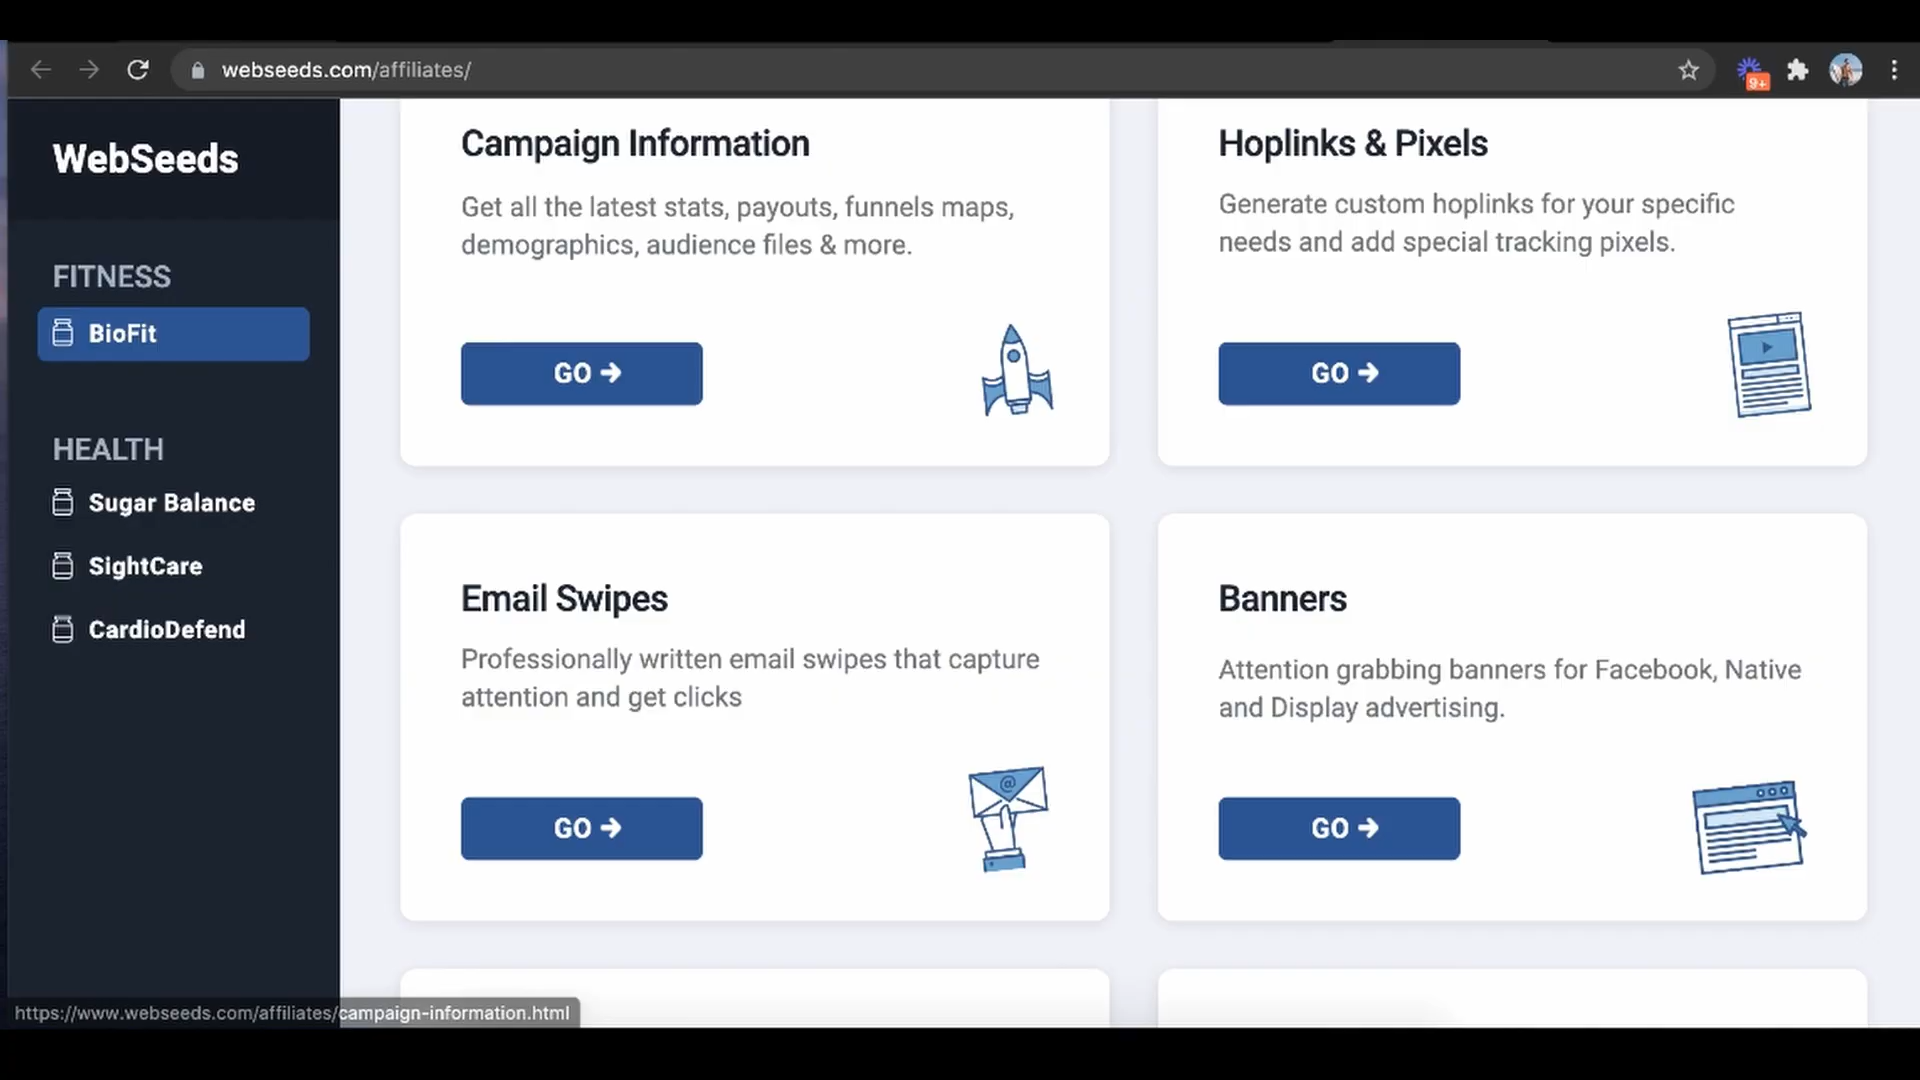 webseeds.com/affiliates/
9+
WebSeeds
FITNESS
BioFit
HEALTH
Sugar Balance
SightCare
CardioDefend
Campaign Information
Get all the latest stats, payouts, funnels maps,
demographics, audience files & more.
GO →
Hoplinks & Pixels
Generate custom hoplinks for your specific
needs and add special tracking pixels.
GO →
Email Swipes
Professionally written email swipes that capture
attention and get clicks
GO →
@
Banners
Attention grabbing banners for Facebook, Native
and Display advertising.
GO →
https://www.webseeds.com/affiliates/campaign-information.html